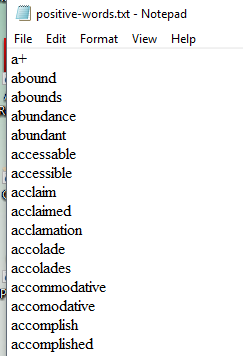 positive-words.txt - Notepad
File Edit Format View Help
a+
abound
abounds
abundance
abundant
accessable
accessible
acclaim
acclaimed
acclamation
accolade
accolades
accommodative
accomodative
accomplish
accomplished